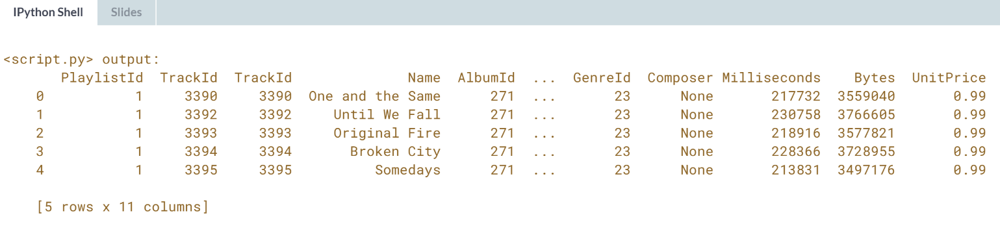 IPython Shell Slides
<script.py> output:
PlaylistId TrackId TrackId Name AlbumId ... GenreId Composer Milliseconds Bytes UnitPrice
0 1 3390 3390 One and the Same 271 ... 23 None 217732 3559040 0.99
1 1 3392 3392 Until We Fall 271 ... 23 None 230758 3766605 0.99
2 1 3393 3393 Original Fire 271 ... 23 None 218916 3577821 0.99
3 1 3394 3394 Broken City 271 ... 23 None 228366 3728955 0.99
4 1 3395 3395 Somedays 271 ... 23 None 213831 3497176 0.99
[5 rows x 11 columns]